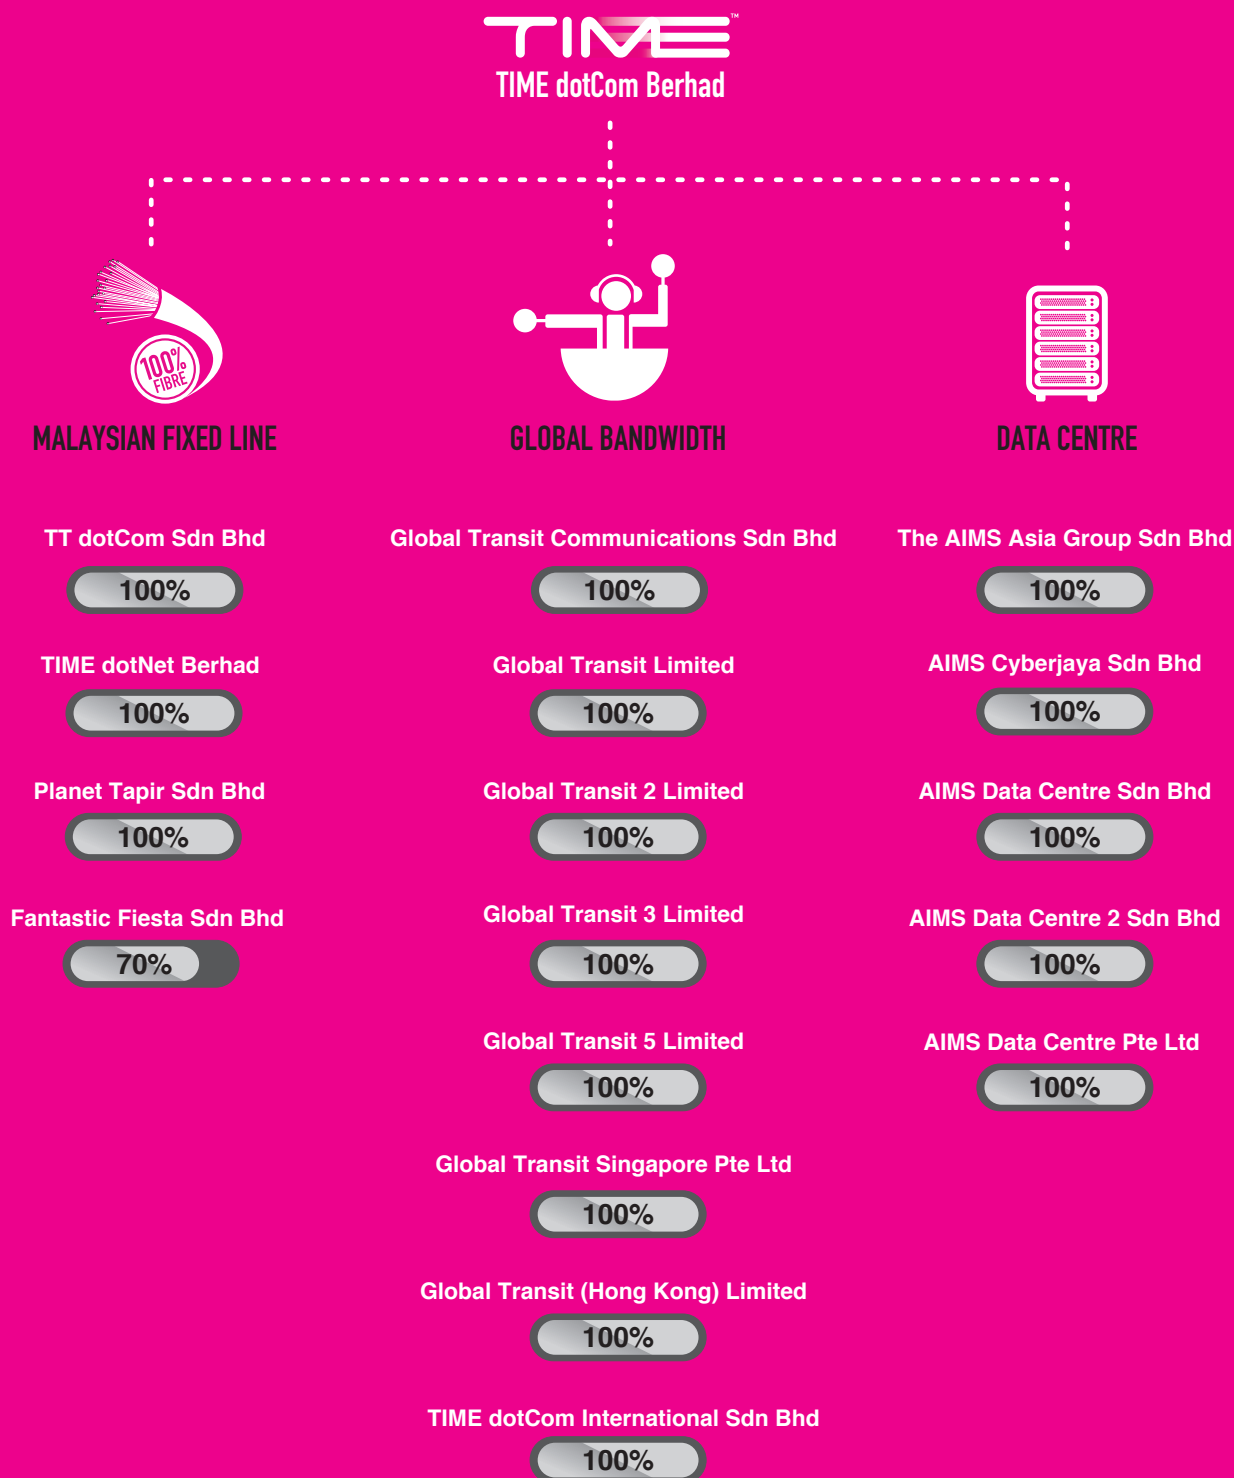 TIME™
TIME dotCom Berhad
100%
FIBRE
MALAYSIAN FIXED LINE
GLOBAL BANDWIDTH
DATA CENTRE
TT dotCom Sdn Bhd
100%
TIME dotNet Berhad
100%
Planet Tapir Sdn Bhd
100%
Fantastic Fiesta Sdn Bhd
70%
Global Transit Communications Sdn Bhd
100%
Global Transit Limited
100%
Global Transit 2 Limited
100%
Global Transit 3 Limited
100%
Global Transit 5 Limited
100%
Global Transit Singapore Pte Ltd
100%
Global Transit (Hong Kong) Limited
100%
TIME dotCom International Sdn Bhd
100%
The AIMS Asia Group Sdn Bhd
100%
AIMS Cyberjaya Sdn Bhd
100%
AIMS Data Centre Sdn Bhd
100%
AIMS Data Centre 2 Sdn Bhd
100%
AIMS Data Centre Pte Ltd
100%